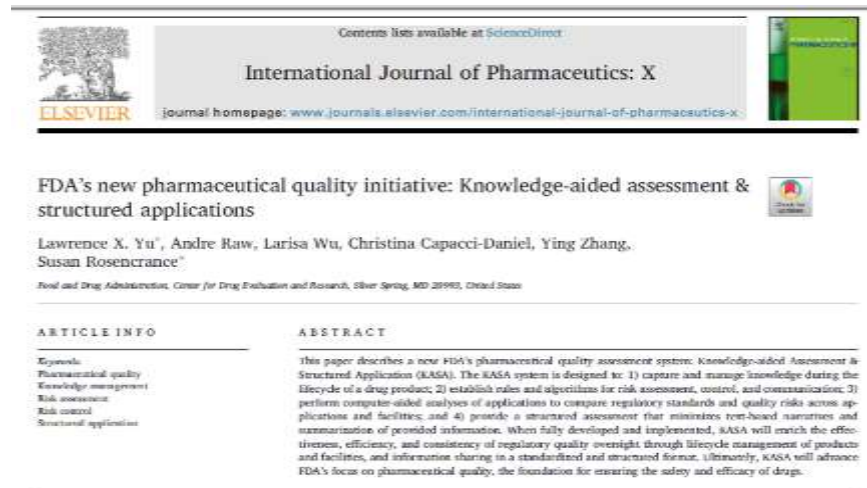 Contents lists available at ScienceDirect
International Journal of Pharmaceutics: X
journal homepage: www.journals.elsevier.com/international-journal-of-pharmaceutics-x
ELSEVIER
FDA's new pharmaceutical quality initiative: Knowledge-aided assessment &
structured applications
Lawrence X. Yu*, Andre Raw, Larisa Wu, Christina Capacci-Daniel, Ying Zhang,
Susan Rosencrance*
Food and Drug Administration, Center for Drug Evaluation and Research, Silver Spring, MD 20993, United States
ARTICLE INFO
Keywords:
Pharmaceutical quality
Knowledge management
Risk assessment
Risk control
Structured application
ABSTRACT
This paper describes a new FDA's pharmaceutical quality assessment system: Knowledge-aided Assessment &
Structured Application (KASA). The KASA system is designed to: 1) capture and manage knowledge during the
lifecycle of a drug product; 2) establish rules and algorithms for risk assessment, control, and communication; 3)
perform computer-aided analyses of applications to compare regulatory standards and quality risks across ap-
plications and facilities; and 4) provide a structured assessment that minimizes text-based narratives and
summarization of provided information. When fully developed and implemented, KASA will enrich the effec-
tiveness, efficiency, and consistency of regulatory quality oversight through lifecycle management of products
and facilities, and information sharing in a standardized and structured format. Ultimately, KASA will advance
FDA's focus on pharmaceutical quality, the foundation for ensuring the safety and efficacy of drugs.